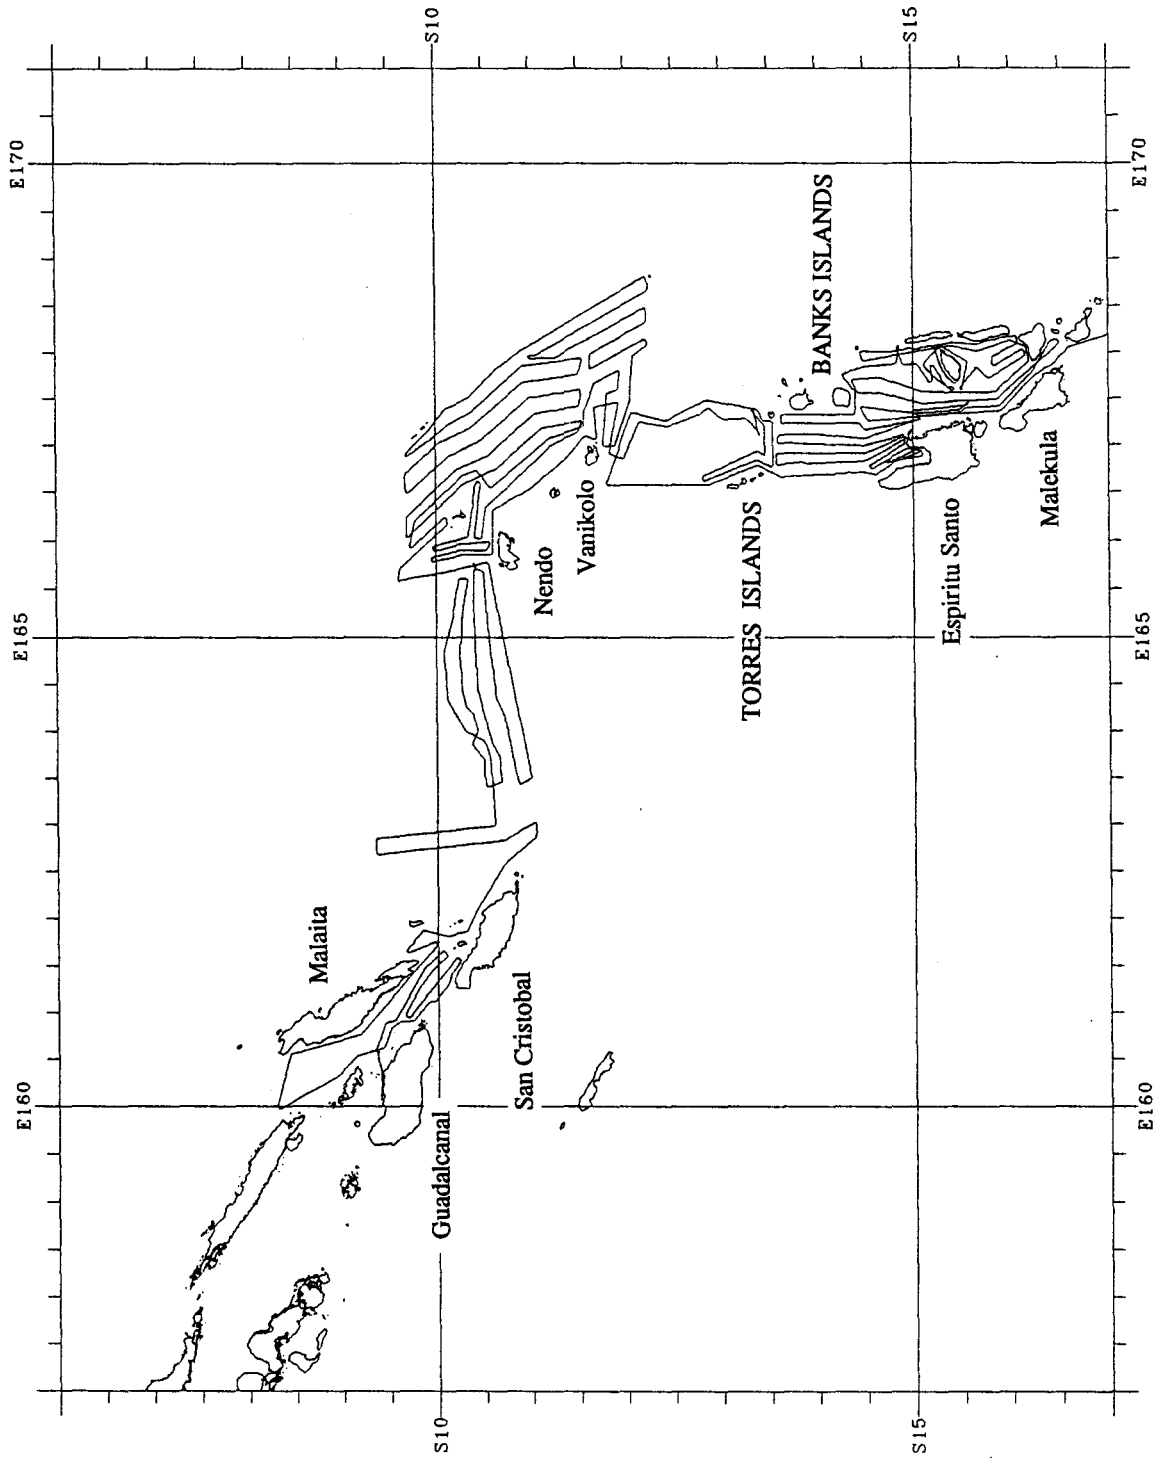 E160
E165
E170
S10
S10
S15
S15
Malaita
Guadalcanal
San Cristobal
Nendo
Vanikolo
TORRES ISLANDS
BANKS ISLANDS
Espiritu Santo
Malekula
E160
E165
E170